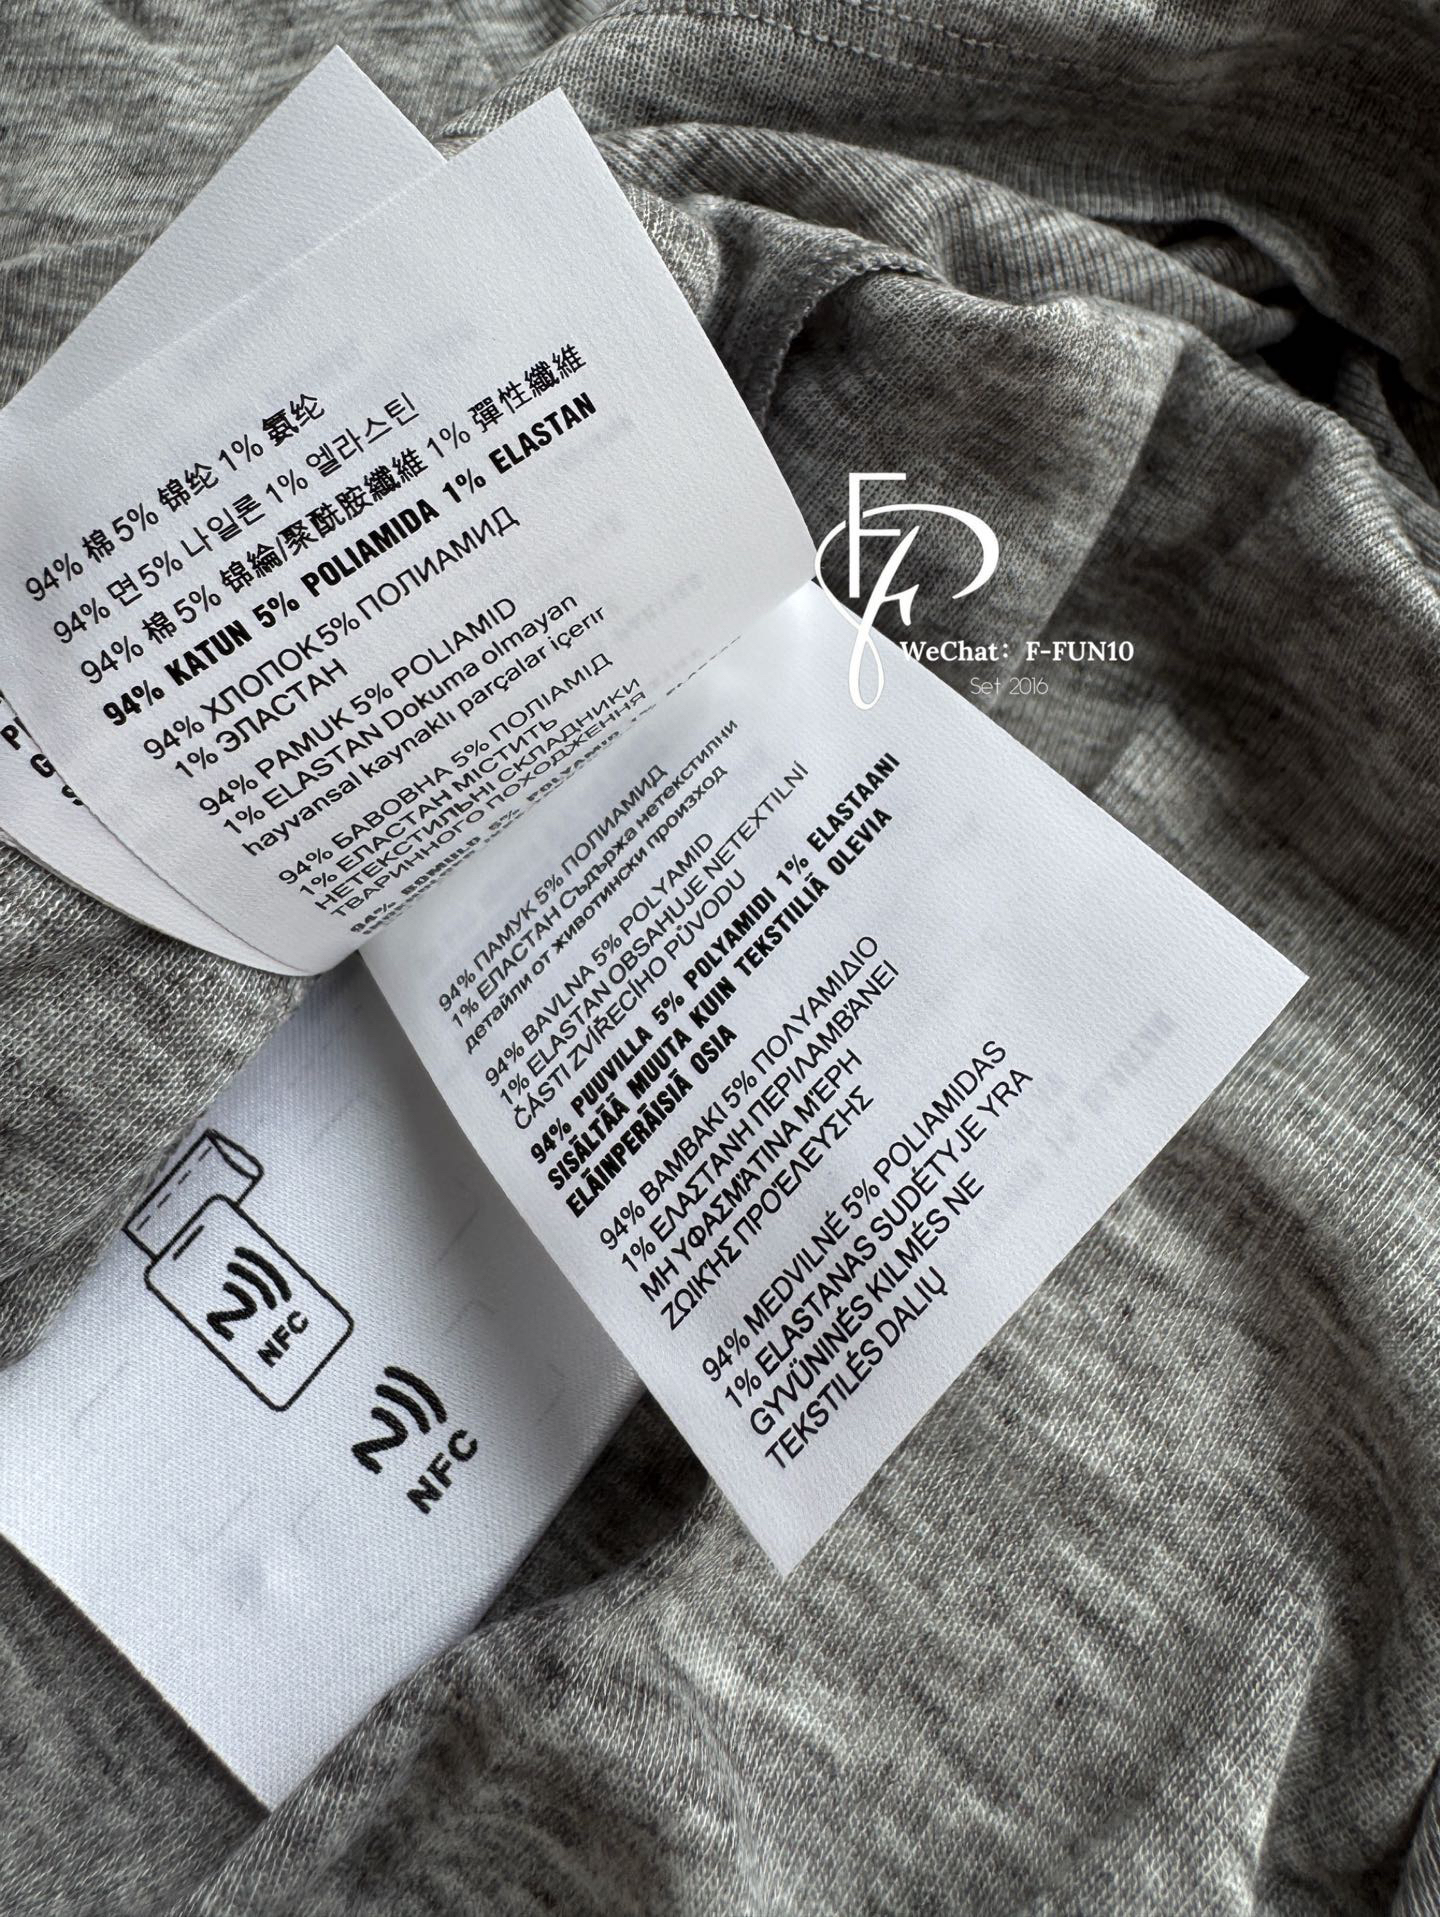 94% 棉 5% 锦纶 1% 氨纶
94% 면 5% 나일론 1% 엘라스틴
94% 棉 5% 锦綸/聚酰胺纖維 1% 彈性纖維
94% KATUN 5% POLIAMIDA 1% ELASTAN
94% ХЛОПОК 5% ПОЛИАМИД
1% ЭЛАСТАН
94% PAMUK 5% POLIAMID
1% ELASTAN Dokuma olmayan
hayvansal kaynaklı parçalar içerır
94% БАВОВНА 5% ПОЛІАМІД
1% ЕЛАСТАН МІСТИТЬ
НЕТЕКСТИЛЬНІ СКЛАДНИКИ
ТВАРИННОГО ПОХОДЖЕННЯ
94% ПАМУК 5% ПОЛИАМИД
1% ЕЛАСТАН Съдържа нетекстилни
детайли от животински произход
94% BAVLNA 5% POLYAMID
1% ELASTAN OBSAHUJE NETEXTILNÍ
ČÁSTI ZVÍŘECÍHO PŮVODU
94% PUUVILLA 5% POLYAMIDI 1% ELASTAANI
SISÄLTÄÄ MUUTA KUIN TEKSTIILIÄ OLEVIA
ELÄINPERÄISIÄ OSIA
94% ΒΑΜΒΑΚΙ 5% ΠΟΛΥΑΜΙΔΙΟ
1% ΕΛΑΣΤΑΝΗ ΠΕΡΙΛΑΜΒΑΝΕΙ
ΜΗ ΥΦΑΣΜΆΤΙΝΑ ΜΈΡΗ
ΖΩΙΚΉΣ ΠΡΟΈΛΕΥΣΗΣ
94% MEDVILNĖ 5% POLIAMIDAS
1% ELASTANAS SUDĖTYJE YRA
GYVŪNINĖS KILMĖS NE
TEKSTILĖS DALIŲ
NFC
NFC
WeChat：F-FUN10
Set 2016